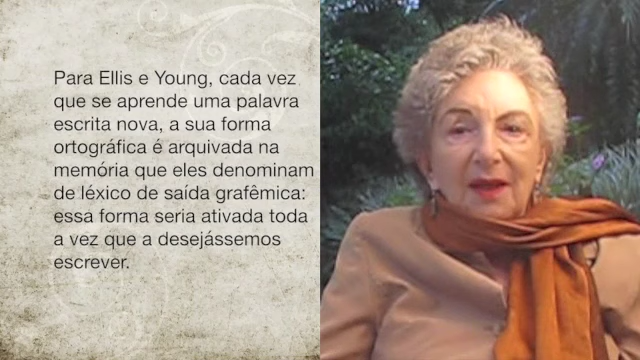 Para Ellis e Young, cada vez
que se aprende uma palavra
escrita nova, a sua forma
ortográfica é arquivada na
memória que eles denominam
de léxico de saída grafêmica:
essa forma seria ativada toda
a vez que a desejássemos
escrever.